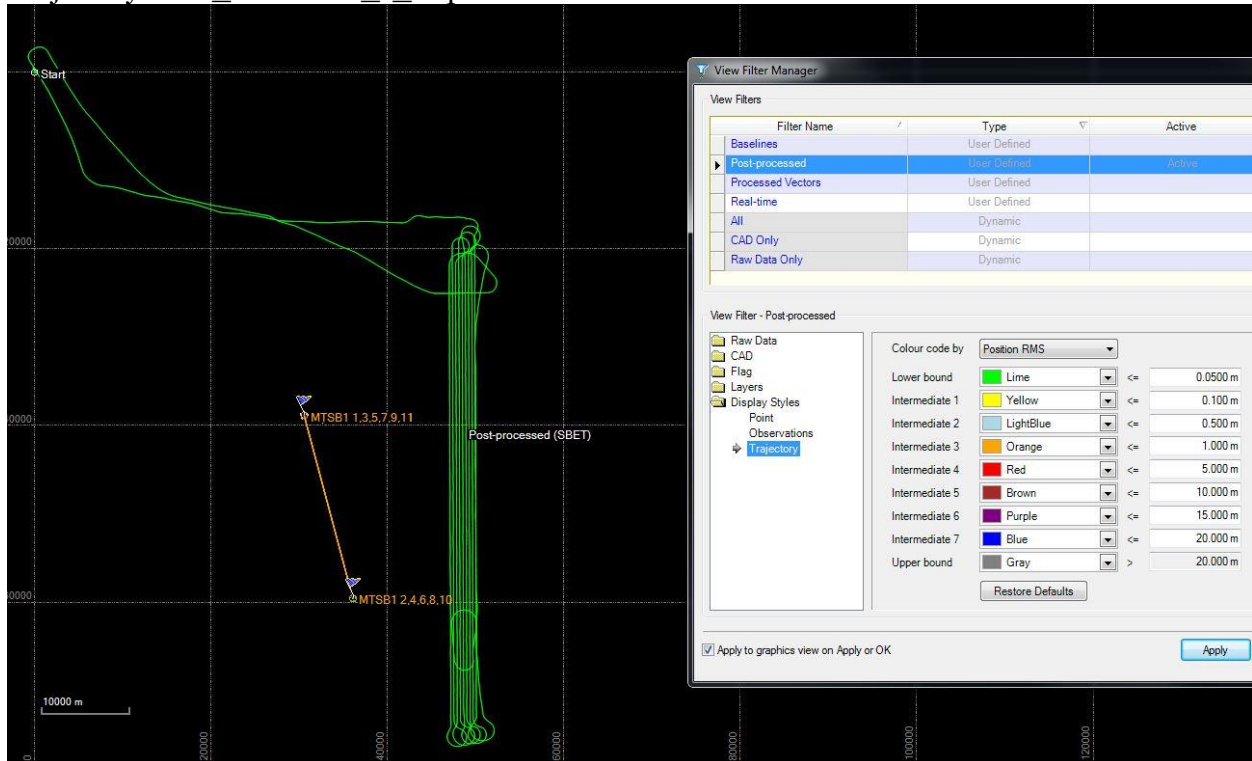 Start
20000
MTSB1 1,3,5,7,9,11
Post-processed (SBET)
MTSB1 2,4,6,8,10
10000 m
0
20000
40000
60000
80000
100000
120000
View Filter Manager
View Filters
Filter Name Type Active
Baselines User Defined
Post-processed User Defined Active
Processed Vectors User Defined
Real-time User Defined
All Dynamic
CAD Only Dynamic
Raw Data Only Dynamic
View Filter - Post-processed
Raw Data
CAD
Flag
Layers
Display Styles
Point
Observations
Trajectory
Colour code by Position RMS
Lower bound Lime <= 0.0500 m
Intermediate 1 Yellow <= 0.100 m
Intermediate 2 LightBlue <= 0.500 m
Intermediate 3 Orange <= 1.000 m
Intermediate 4 Red <= 5.000 m
Intermediate 5 Brown <= 10.000 m
Intermediate 6 Purple <= 15.000 m
Intermediate 7 Blue <= 20.000 m
Upper bound Gray > 20.000 m
Restore Defaults
Apply to graphics view on Apply or OK
Apply